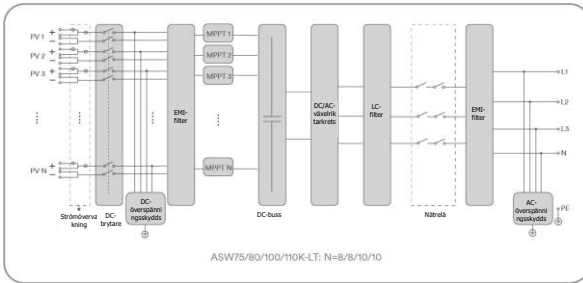 PV 1 + −
PV 2 + −
PV 3 + −
PV N + −
Strömöverva
kning
DC-
brytare
DC-
överspänni
ngsskydds
EMI-
filter
MPPT 1
MPPT 2
MPPT 3
MPPT N
DC-buss
DC/AC-
växelrik
tarkrets
LC-
filter
Nätrelä
EMI-
filter
AC-
överspänni
ngsskydds
L1
L2
L3
N
PE
ASW75/80/100/110K-LT: N=8/8/10/10